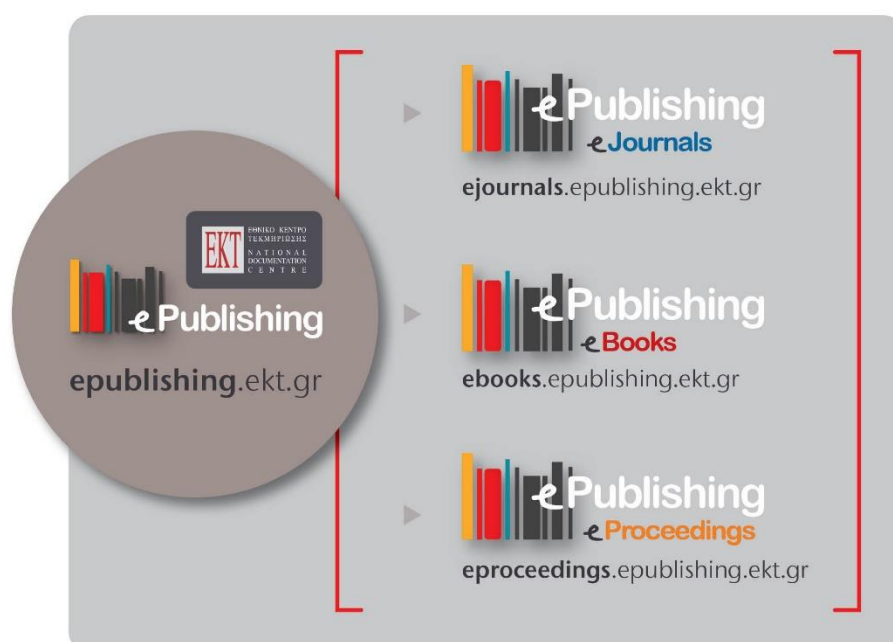 EKT
ΕΘΝΙΚΟ ΚΕΝΤΡΟ
ΤΕΚΜΗΡΙΩΣΗΣ
NATIONAL
DOCUMENTATION
CENTRE
ePublishing
epublishing.ekt.gr
ePublishing
eJournals
ejournals.epublishing.ekt.gr
ePublishing
eBooks
ebooks.epublishing.ekt.gr
ePublishing
eProceedings
eproceedings.epublishing.ekt.gr